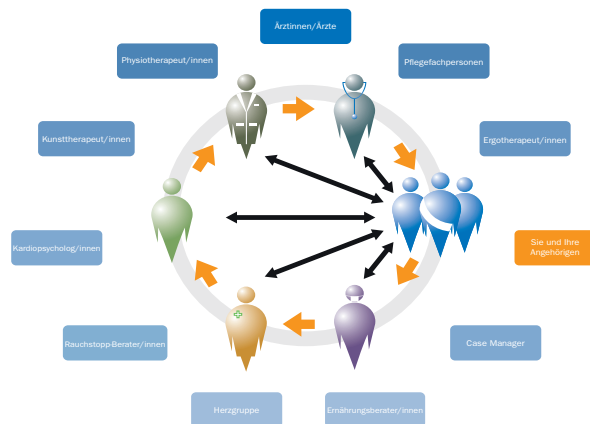 Ärztinnen/Ärzte
Physiotherapeut/innen
Pflegefachpersonen
Kunsttherapeut/innen
Ergotherapeut/innen
Kardiopsycholog/innen
Sie und Ihre
Angehörigen
Rauchstopp-Berater/innen
Case Manager
Herzgruppe
Ernährungsberater/innen